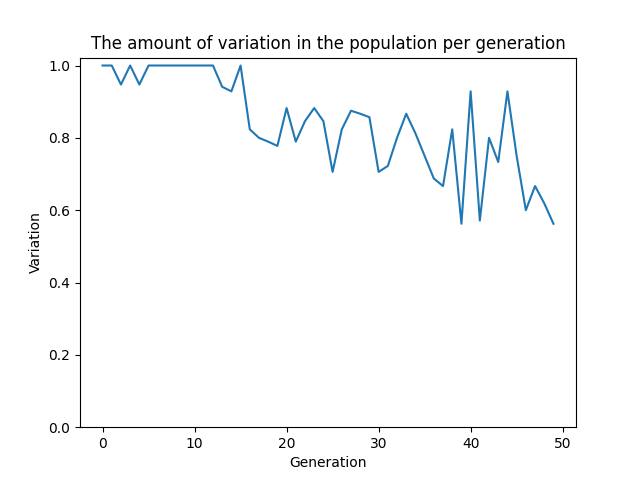 The amount of variation in the population per generation
1.0
0.8
0.6
0.4
0.2
0.0
Variation
0 10 20 30 40 50
Generation